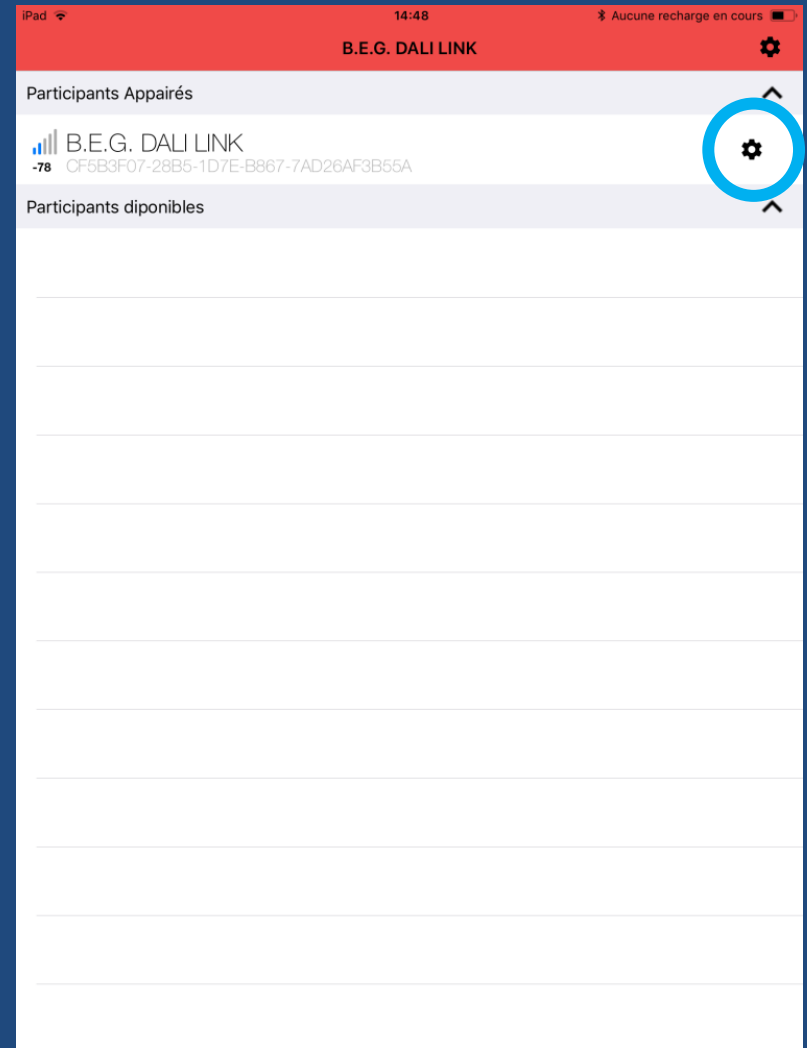 iPad 14:48 Aucune recharge en cours
B.E.G. DALI LINK
Participants Appairés
B.E.G. DALI LINK
-78 CF5B3F07-28B5-1D7E-B867-7AD26AF3B55A
Participants diponibles